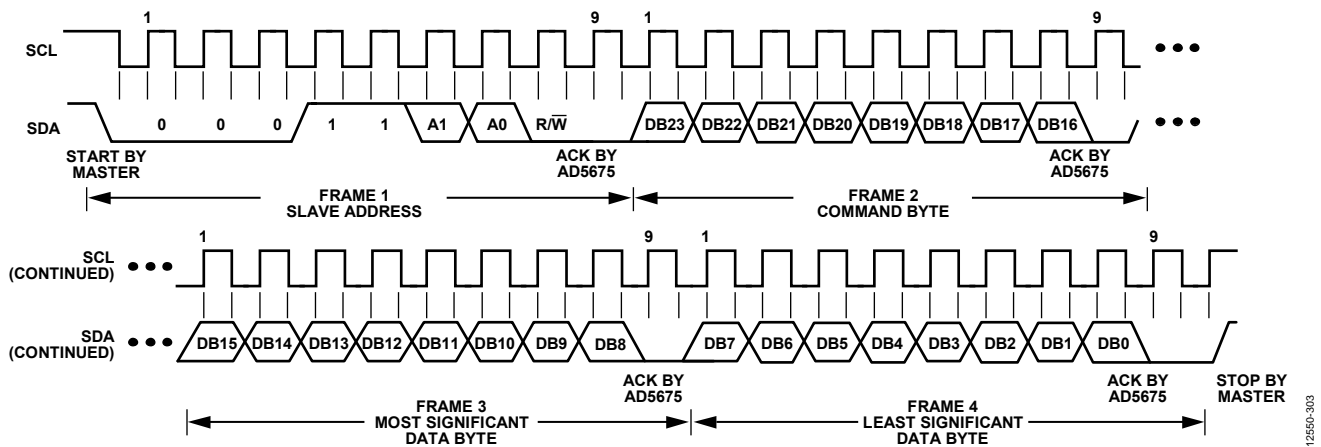 1 9 1 9
SCL
SDA 0 0 0 1 1 A1 A0 R/W̅ DB23 DB22 DB21 DB20 DB19 DB18 DB17 DB16
START BY
MASTER
ACK BY
AD5675
ACK BY
AD5675
FRAME 1
SLAVE ADDRESS
FRAME 2
COMMAND BYTE
1 9 1 9
SCL
(CONTINUED)
SDA
(CONTINUED)
DB15 DB14 DB13 DB12 DB11 DB10 DB9 DB8 DB7 DB6 DB5 DB4 DB3 DB2 DB1 DB0
ACK BY
AD5675
ACK BY
AD5675
STOP BY
MASTER
FRAME 3
MOST SIGNIFICANT
DATA BYTE
FRAME 4
LEAST SIGNIFICANT
DATA BYTE
12550-303